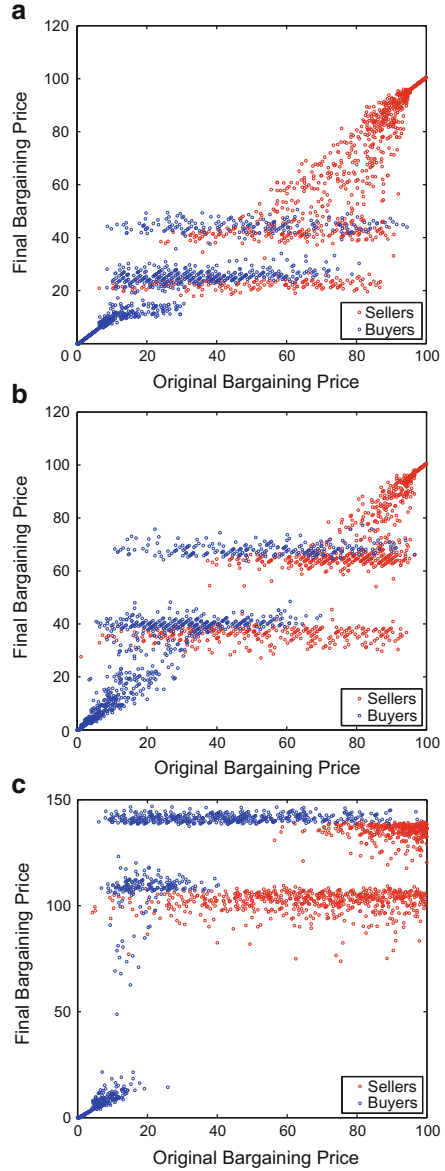 a
120
100
80
60
40
20
0
0 20 40 60 80 100
Final Bargaining Price
Original Bargaining Price
Sellers
Buyers
b
120
100
80
60
40
20
0
0 20 40 60 80 100
Final Bargaining Price
Original Bargaining Price
Sellers
Buyers
c
150
100
50
0
0 20 40 60 80 100
Final Bargaining Price
Original Bargaining Price
Sellers
Buyers